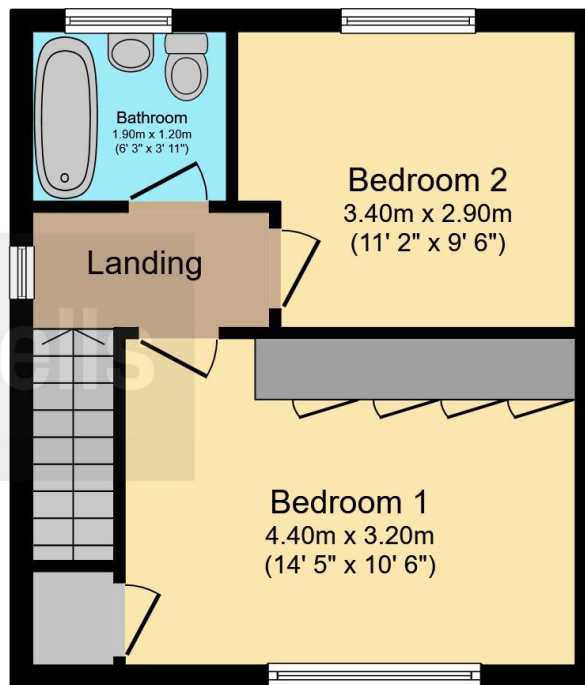 Bathroom
1.90m x 1.20m
(6' 3" x 3' 11")
Bedroom 2
3.40m x 2.90m
(11' 2" x 9' 6")
Landing
ells
Bedroom 1
4.40m x 3.20m
(14' 5" x 10' 6")